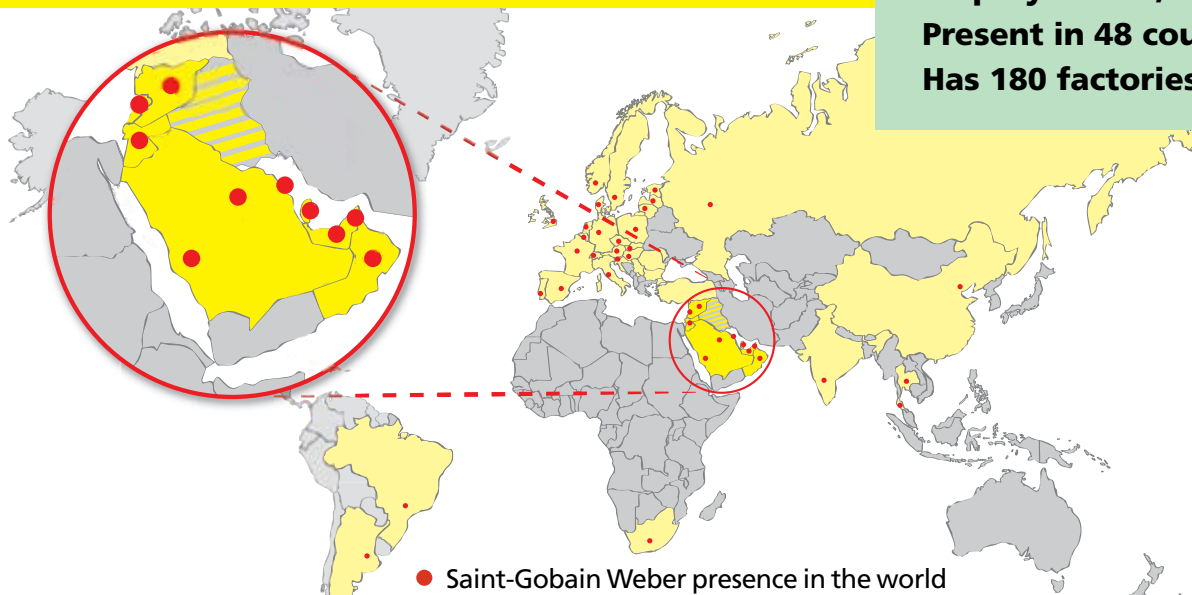 Present in 48 cou
Has 180 factories
Saint-Gobain Weber presence in the world